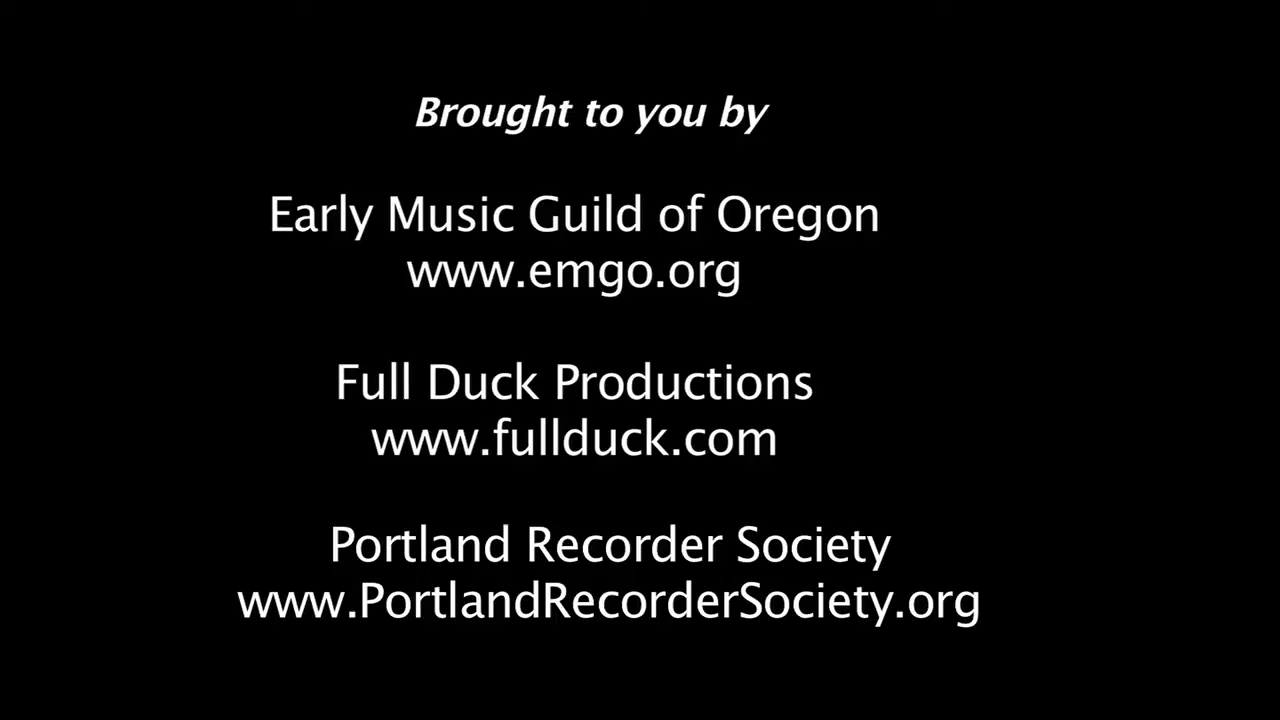 Brought to you by
Early Music Guild of Oregon
www.emgo.org
Full Duck Productions
www.fullduck.com
Portland Recorder Society
www.PortlandRecorderSociety.org